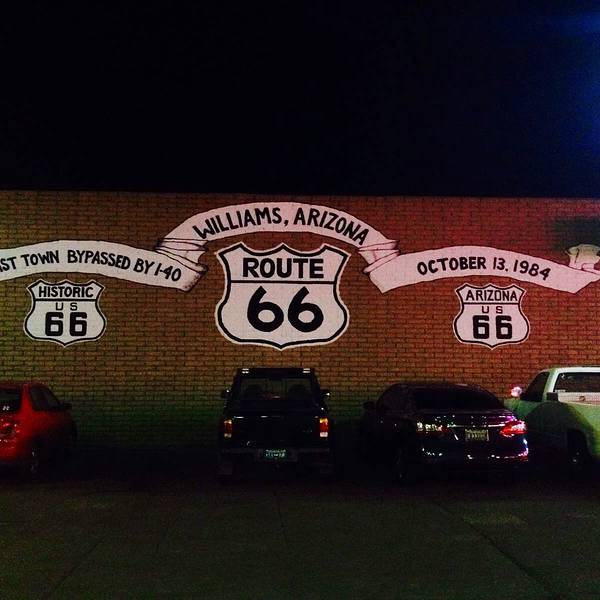 WILLIAMS, ARIZONA
ST TOWN BYPASSED BY I-40
OCTOBER 13, 1984
HISTORIC
US
66
ROUTE
66
ARIZONA
US
66